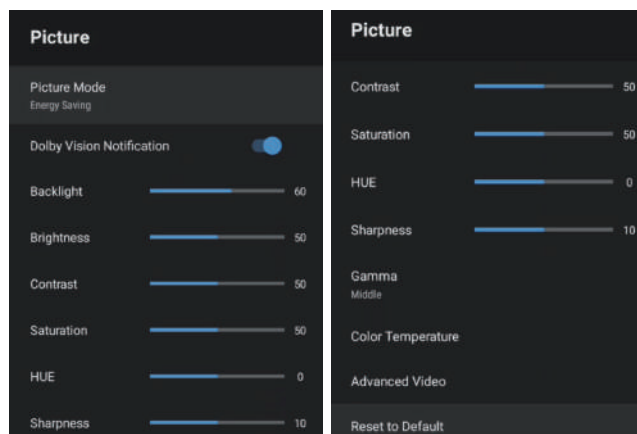 Picture
Picture Mode
Energy Saving
Dolby Vision Notification
Backlight 60
Brightness 50
Contrast 50
Saturation 50
HUE 0
Sharpness 10
Picture
Contrast 50
Saturation 50
HUE 0
Sharpness 10
Gamma
Middle
Color Temperature
Advanced Video
Reset to Default